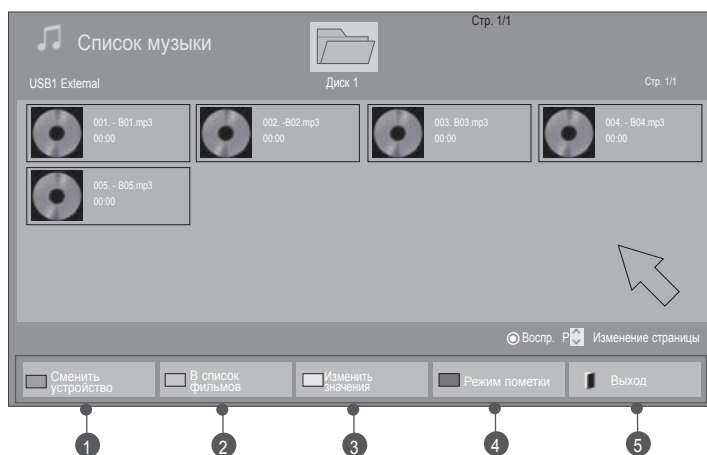 Стр. 1/1
Список музыки
USB1 External
Диск 1
Стр. 1/1
001. - B01.mp3
00:00
002. -B02.mp3
00:00
003. B03.mp3
00:00
004. - B04.mp3
00:00
005. - B05.mp3
00:00
Воспр. P Изменение страницы
Сменить
устройство
В список
фильмов
Изменить
значения
Режим пометки
Выход
1 2 3 4 5